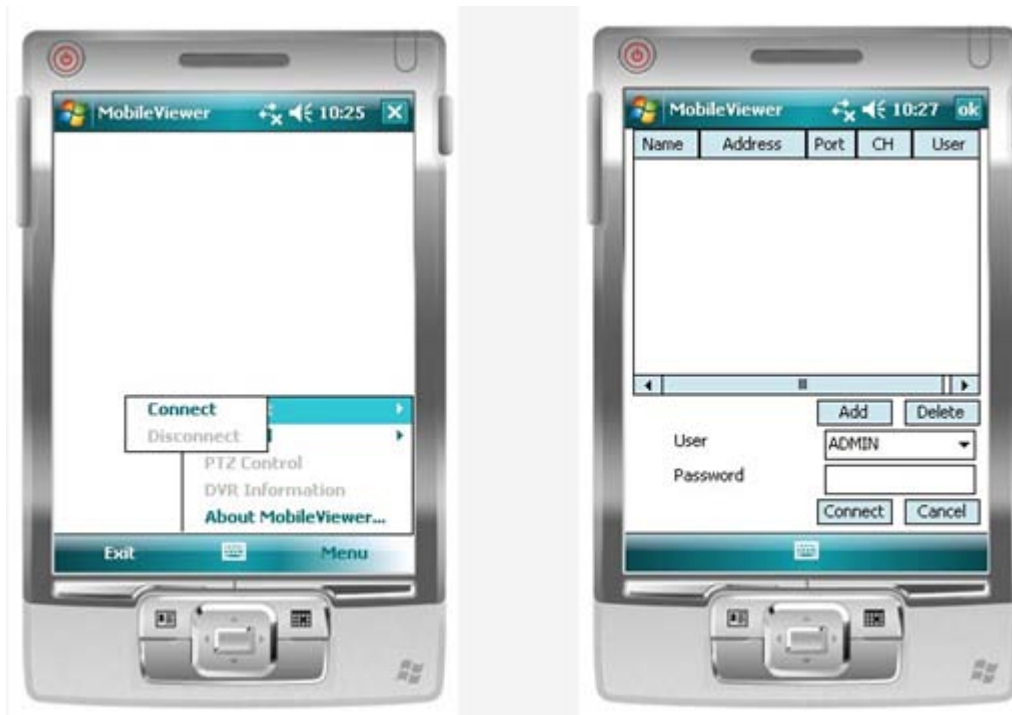 MobileViewer 10:25
Connect
Disconnect
PTZ Control
DVR Information
About MobileViewer...
Exit Menu
MobileViewer 10:27 ok
Name Address Port CH User
Add Delete
User ADMIN
Password
Connect Cancel